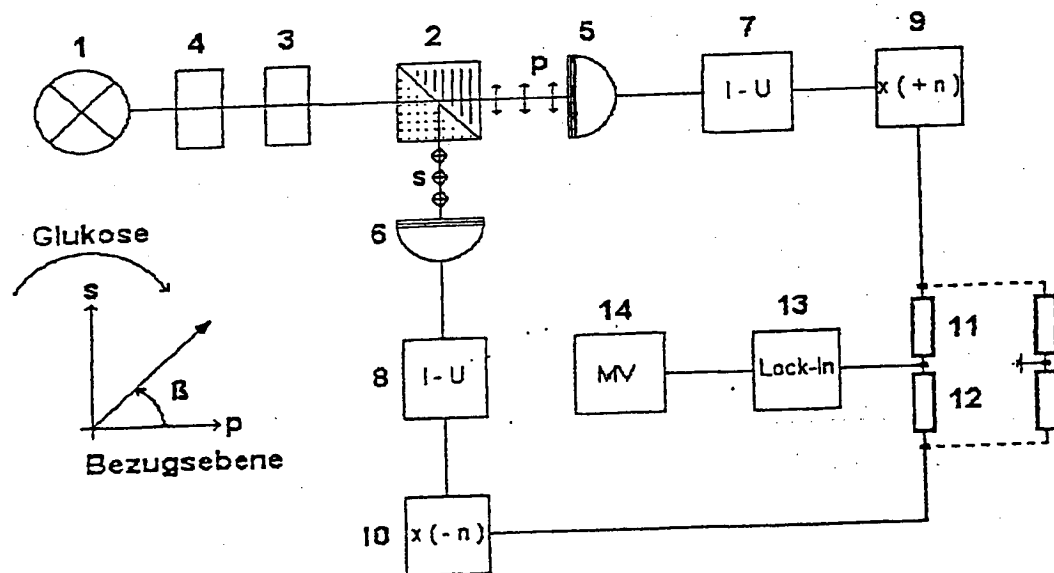 1
4
3
2
5
7
9
p
I-U
x(+n)
s
6
Glukose
s
ß
p
Bezugsebene
8
I-U
14
13
11
MV
Lock-In
12
10
x(-n)